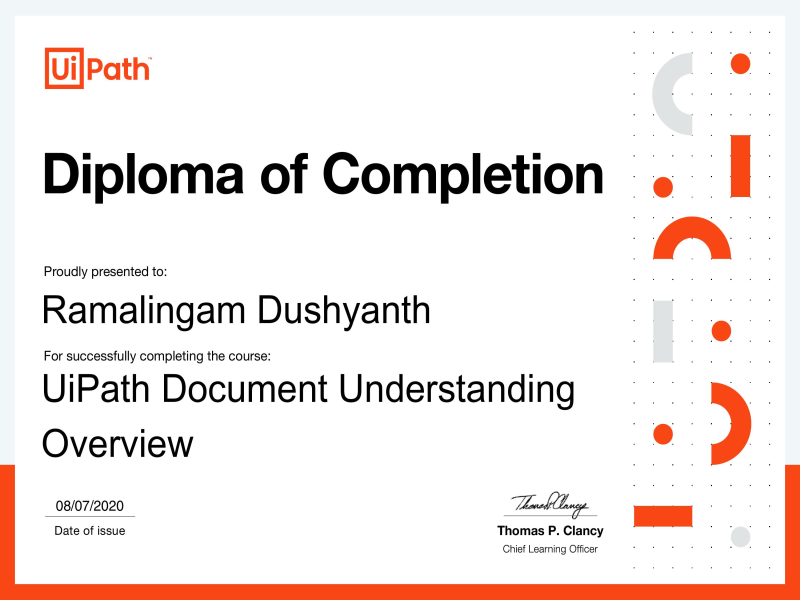 UiPath™
Diploma of Completion
Proudly presented to:
Ramalingam Dushyanth
For successfully completing the course:
UiPath Document Understanding
Overview
08/07/2020
Date of issue
Thomas P. Clancy
Thomas P. Clancy
Chief Learning Officer